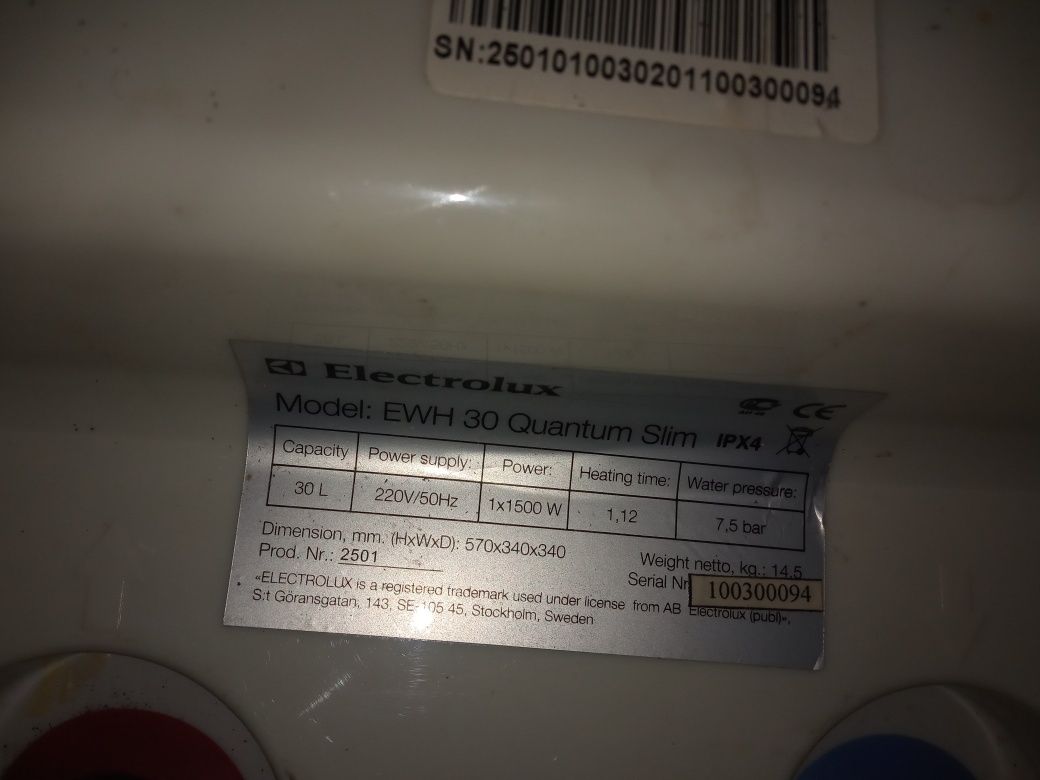 SN:2501010030201100300094
Electrolux
Model: EWH 30 Quantum Slim IPX4 CE
Capacity Power supply: Power: Heating time: Water pressure:
30 L 220V/50Hz 1x1500 W 1,12 7,5 bar
Dimension, mm. (HxWxD): 570x340x340 Weight netto, kg.: 14.5
Prod. Nr.: 2501 Serial Nr 100300094
«ELECTROLUX is a registered trademark used under license from AB Electrolux (publ)»,
S:t Göransgatan, 143, SE-105 45, Stockholm, Sweden